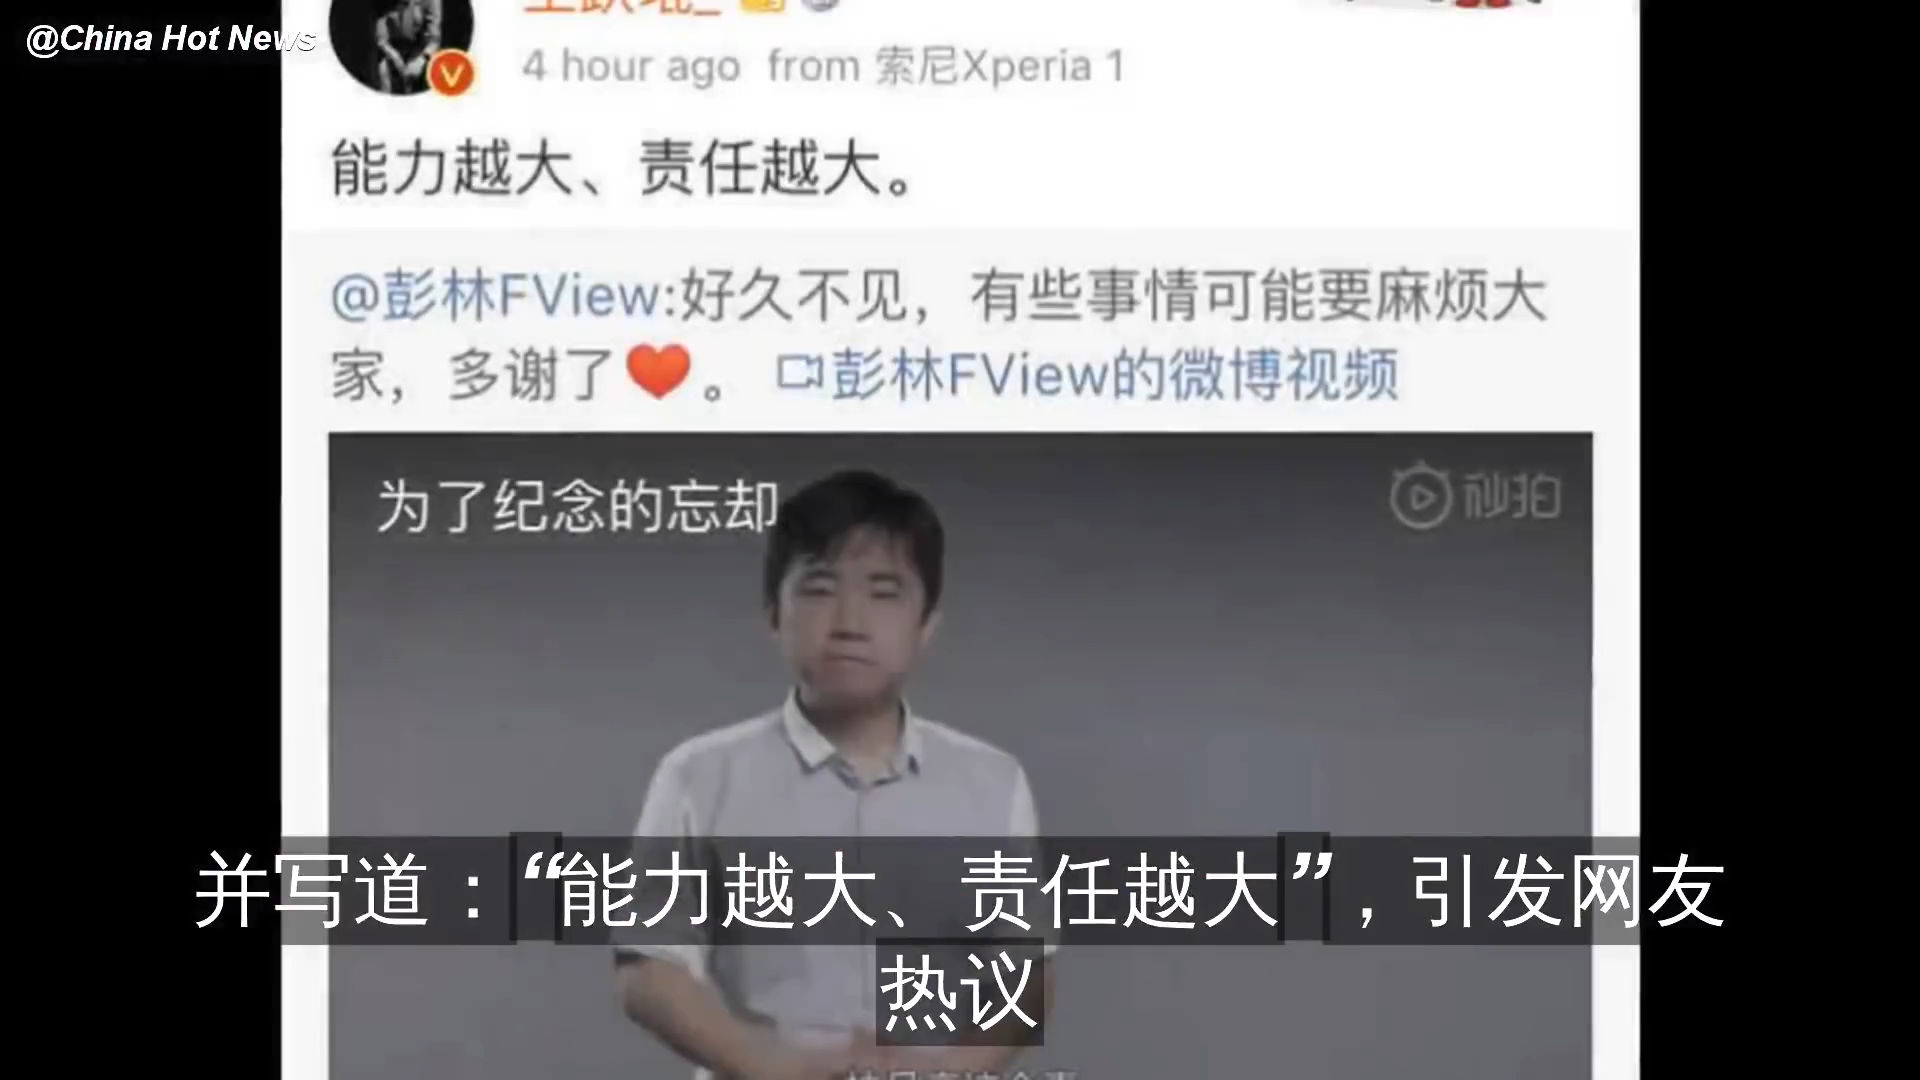 @China Hot News
4 hour ago from 索尼Xperia 1
能力越大、责任越大。
@彭林FView:好久不见，有些事情可能要麻烦大
家，多谢了❤️。 彭林FView的微博视频
为了纪念的忘却
秒拍
并写道：“能力越大、责任越大”，引发网友
热议